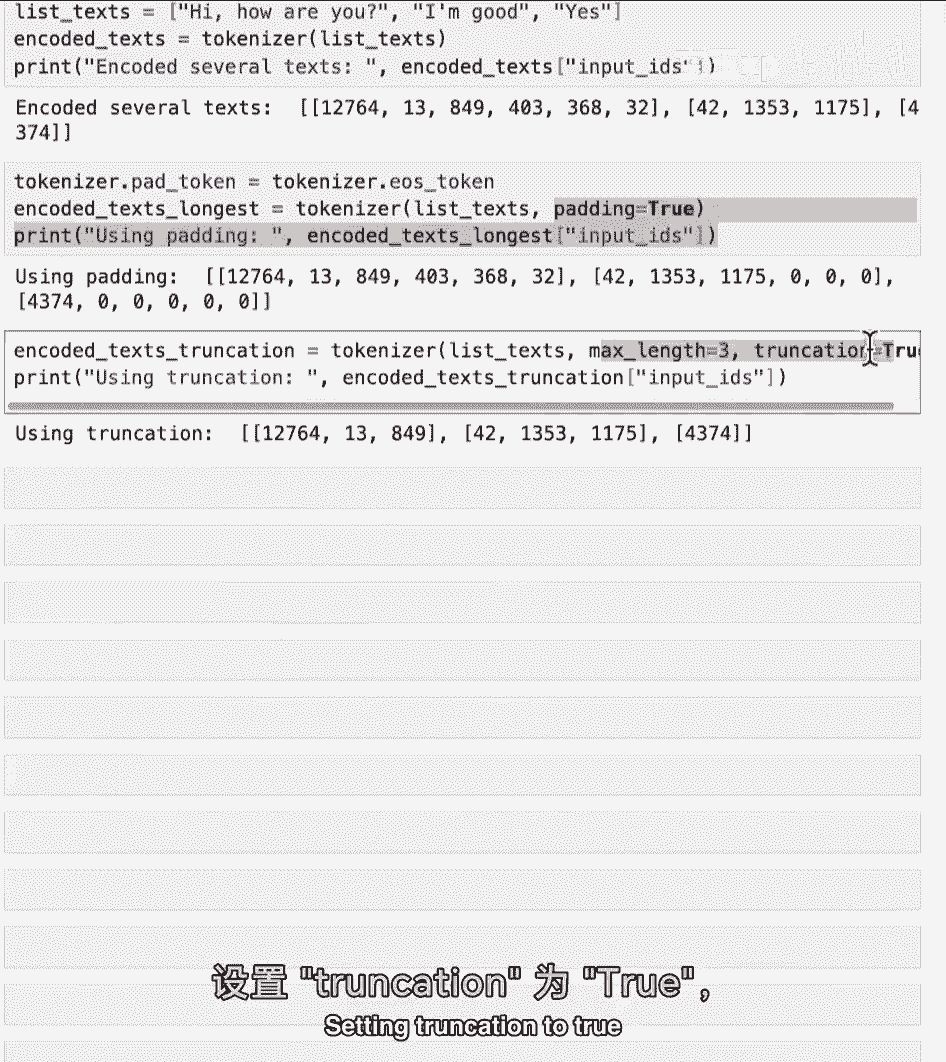 list_texts = ["Hi, how are you?", "I'm good", "Yes"]
encoded_texts = tokenizer(list_texts)
print("Encoded several texts: ", encoded_texts["input_ids"])
Encoded several texts:  [[12764, 13, 849, 403, 368, 32], [42, 1353, 1175], [4
374]]
tokenizer.pad_token = tokenizer.eos_token
encoded_texts_longest = tokenizer(list_texts, padding=True)
print("Using padding: ", encoded_texts_longest["input_ids"])
Using padding:  [[12764, 13, 849, 403, 368, 32], [42, 1353, 1175, 0, 0, 0],
[4374, 0, 0, 0, 0, 0]]
encoded_texts_truncation = tokenizer(list_texts, max_length=3, truncation=Tru
print("Using truncation: ", encoded_texts_truncation["input_ids"])
Using truncation:  [[12764, 13, 849], [42, 1353, 1175], [4374]]
设置 "truncation" 为 "True",
Setting truncation to true